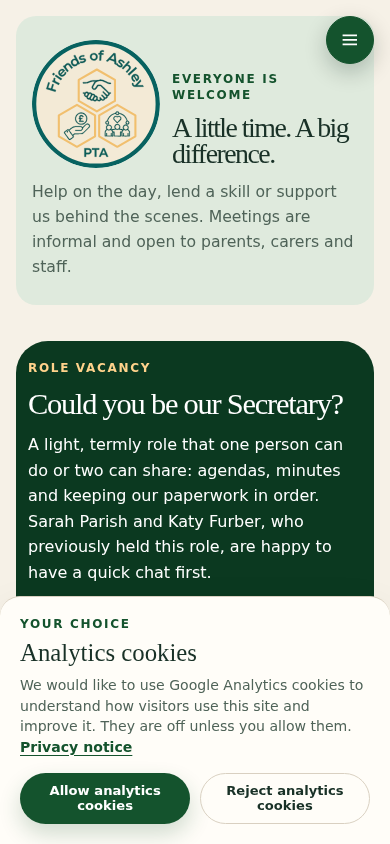 Friends of Ashley
£
PTA
EVERYONE IS
WELCOME
A little time. A big
difference.
Help on the day, lend a skill or support
us behind the scenes. Meetings are
informal and open to parents, carers and
staff.
ROLE VACANCY
Could you be our Secretary?
A light, termly role that one person can
do or two can share: agendas, minutes
and keeping our paperwork in order.
Sarah Parish and Katy Furber, who
previously held this role, are happy to
have a quick chat first.
YOUR CHOICE
Analytics cookies
We would like to use Google Analytics cookies to
understand how visitors use this site and
improve it. They are off unless you allow them.
Privacy notice
Allow analytics
cookies
Reject analytics
cookies